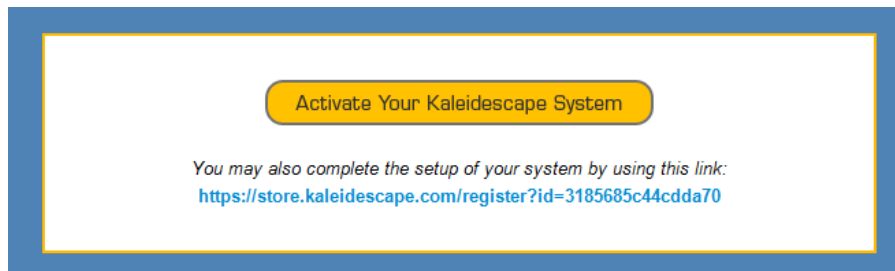 Activate Your Kaleidescape System
You may also complete the setup of your system by using this link:
https://store.kaleidescape.com/register?id=3185685c44cdda70